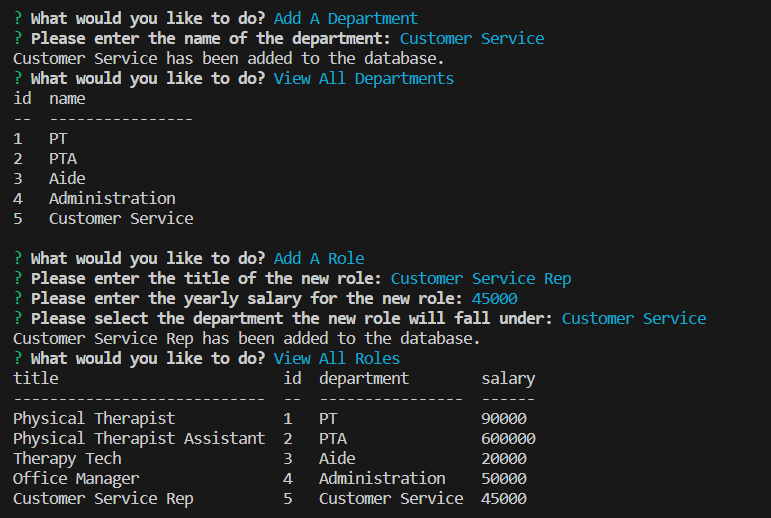 ? What would you like to do? Add A Department
? Please enter the name of the department: Customer Service
Customer Service has been added to the database.
? What would you like to do? View All Departments
id  name
--  ----------------
1   PT
2   PTA
3   Aide
4   Administration
5   Customer Service

? What would you like to do? Add A Role
? Please enter the title of the new role: Customer Service Rep
? Please enter the yearly salary for the new role: 45000
? Please select the department the new role will fall under: Customer Service
Customer Service Rep has been added to the database.
? What would you like to do? View All Roles
title                         id  department        salary
----------------------------  --  ----------------  ------
Physical Therapist            1   PT                90000
Physical Therapist Assistant  2   PTA               600000
Therapy Tech                  3   Aide              20000
Office Manager                4   Administration    50000
Customer Service Rep          5   Customer Service  45000